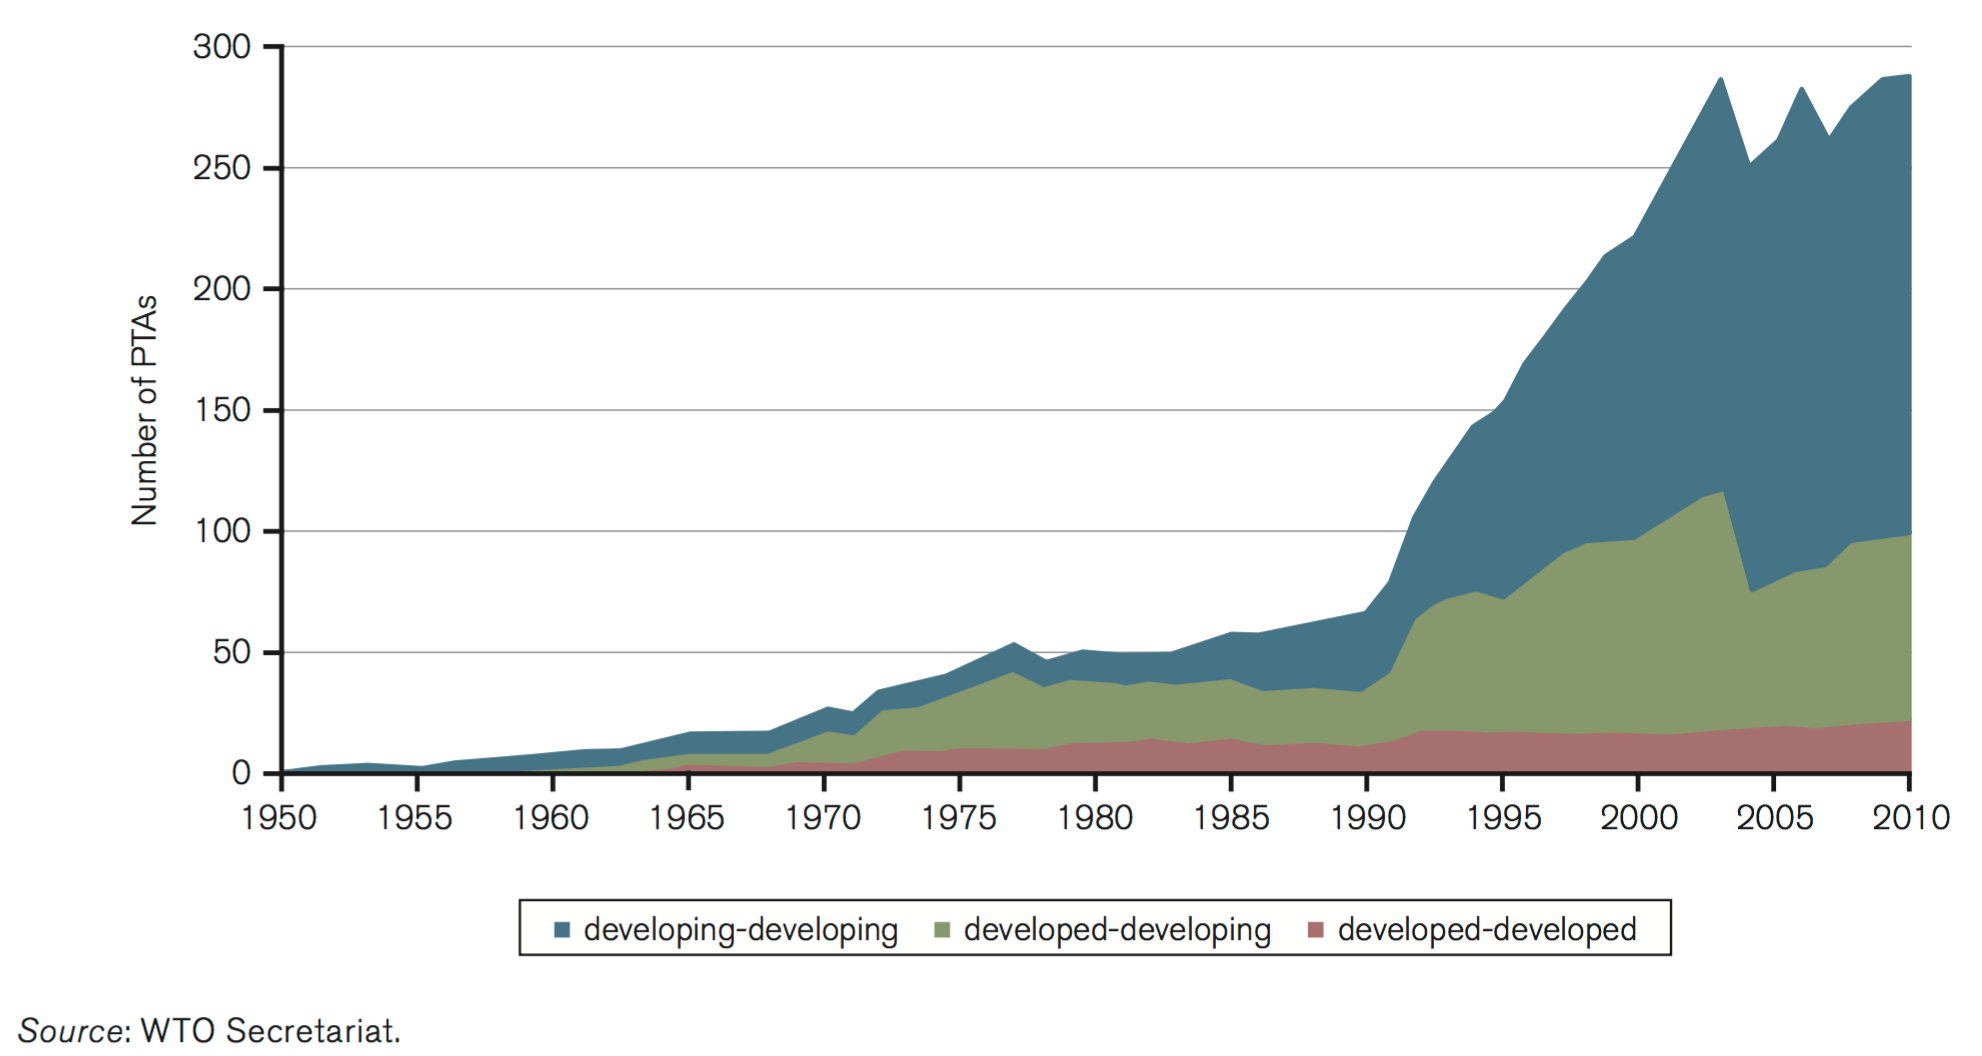 300
250
200
150
100
50
0
Number of PTAs
1950 1955 1960 1965 1970 1975 1980 1985 1990 1995 2000 2005 2010
developing-developing developed-developing developed-developed
Source: WTO Secretariat.